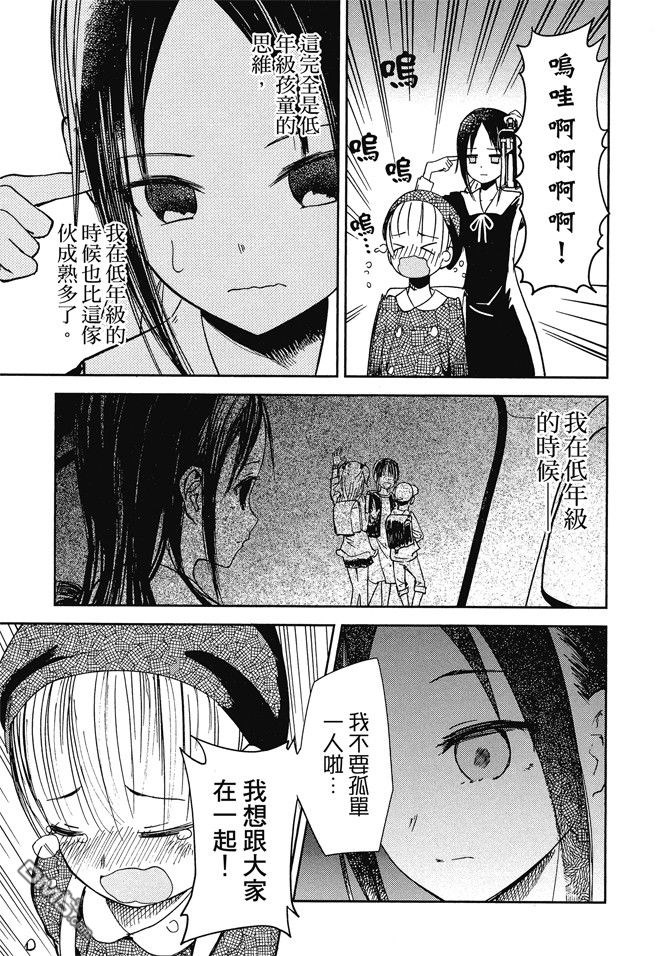 嗚哇啊啊啊啊！
嗚
嗚
嗚
嗚…
這完全是低
年級孩童的
思維，
我在低年級的
時候也比這傢
伙成熟多了。
我在低年級
的時候——
我不要孤單
一人啦…
我想跟大家
在一起！